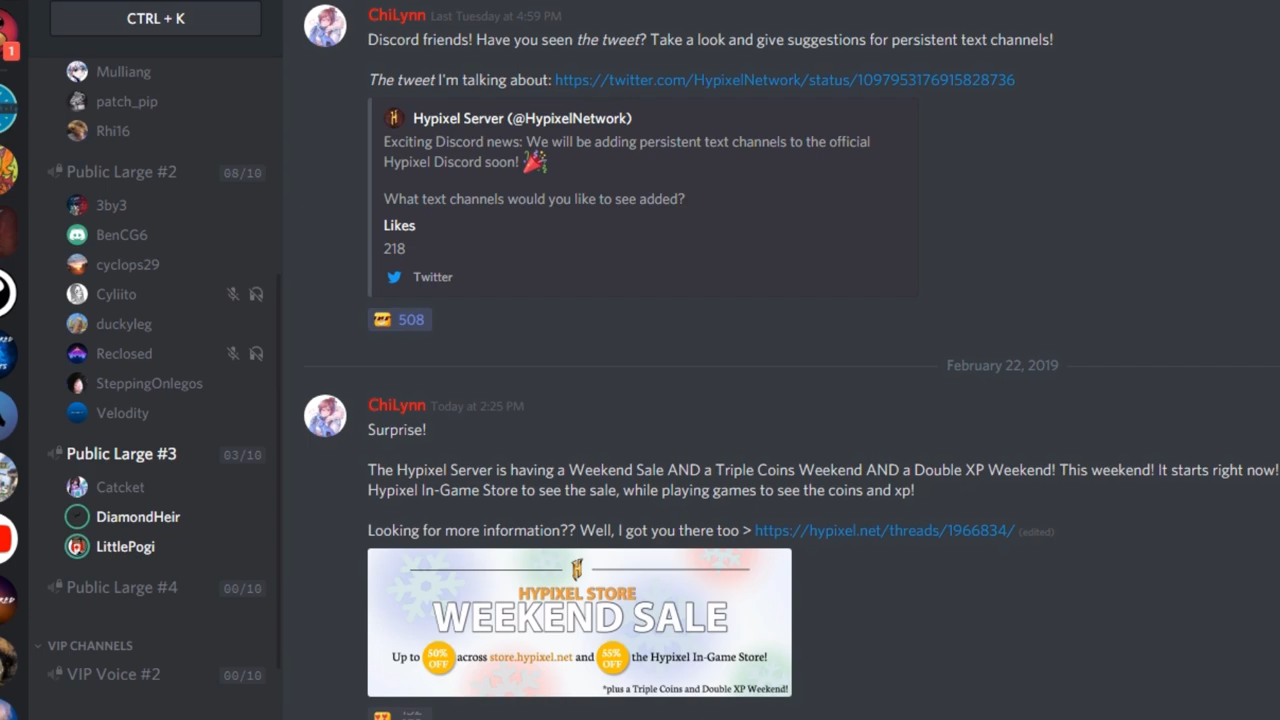 CTRL + K
1
Mulliang
patch_pip
Rhi16
Public Large #2 08/10
3by3
BenCG6
cyclops29
Cyliito
duckyleg
Reclosed
SteppingOnlegos
Velodity
Public Large #3 03/10
Catcket
DiamondHeir
LittlePogi
Public Large #4 00/10
VIP CHANNELS
VIP Voice #2 00/10
ChiLynn Last Tuesday at 4:59 PM
Discord friends! Have you seen the tweet? Take a look and give suggestions for persistent text channels!
The tweet I'm talking about: https://twitter.com/HypixelNetwork/status/1097953176915828736
Hypixel Server (@HypixelNetwork)
Exciting Discord news: We will be adding persistent text channels to the official
Hypixel Discord soon!
What text channels would you like to see added?
Likes
218
Twitter
508
February 22, 2019
ChiLynn Today at 2:25 PM
Surprise!
The Hypixel Server is having a Weekend Sale AND a Triple Coins Weekend AND a Double XP Weekend! This weekend! It starts right now!
Hypixel In-Game Store to see the sale, while playing games to see the coins and xp!
Looking for more information?? Well, I got you there too > https://hypixel.net/threads/1966834/ (edited)
H
HYPIXEL STORE
WEEKEND SALE
Up to 50% OFF across store.hypixel.net and 55% OFF the Hypixel In-Game Store!
*plus a Triple Coins and Double XP Weekend!